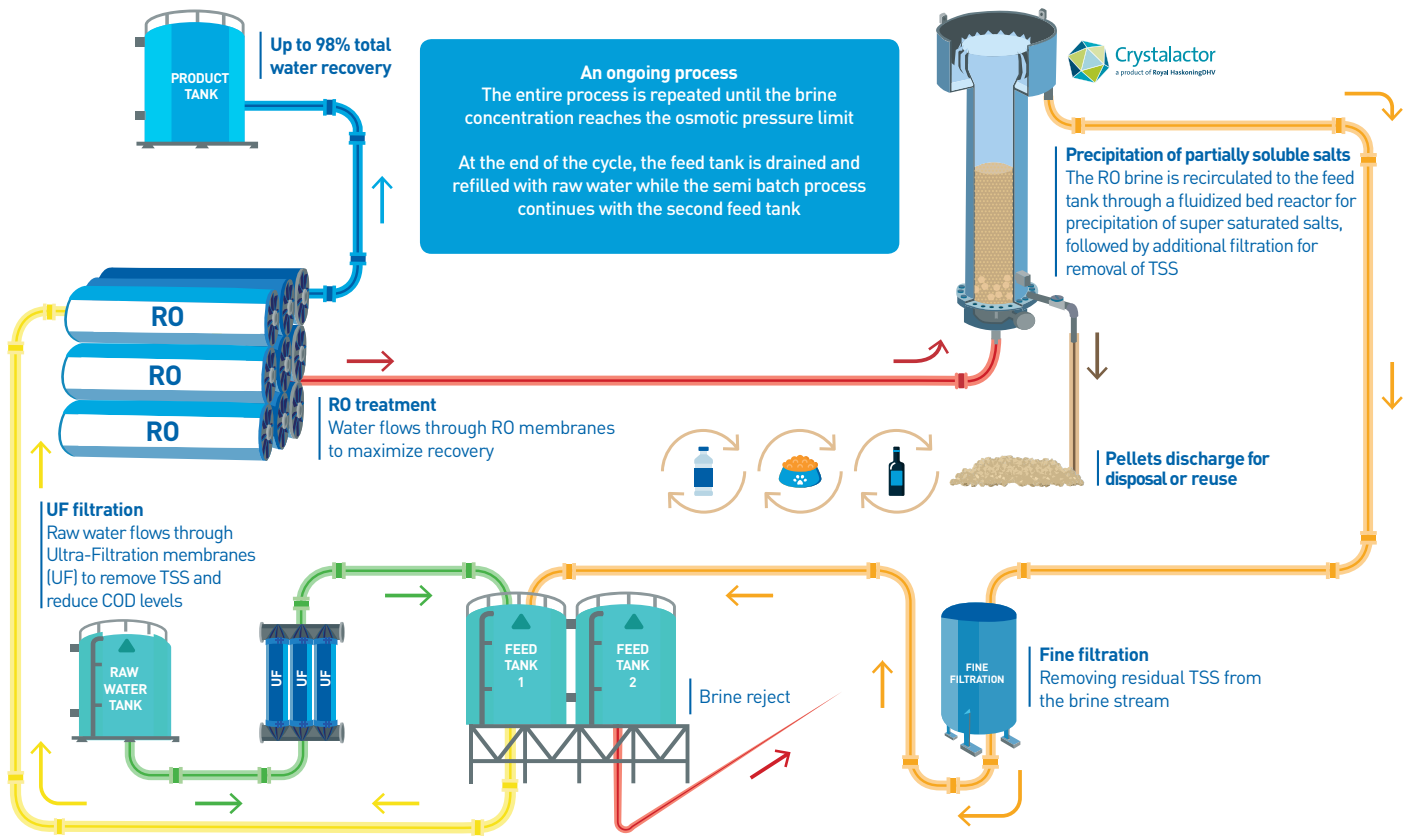 Up to 98% total
water recovery
PRODUCT
TANK
An ongoing process
The entire process is repeated until the brine
concentration reaches the osmotic pressure limit
At the end of the cycle, the feed tank is drained and
refilled with raw water while the semi batch process
continues with the second feed tank
Crystalactor
a product of Royal HaskoningDHV
Precipitation of partially soluble salts
The RO brine is recirculated to the feed
tank through a fluidized bed reactor for
precipitation of super saturated salts,
followed by additional filtration for
removal of TSS
RO
RO
RO
RO treatment
Water flows through RO membranes
to maximize recovery
Pellets discharge for
disposal or reuse
UF filtration
Raw water flows through
Ultra-Filtration membranes
(UF) to remove TSS and
reduce COD levels
RAW
WATER
TANK
UF
UF
UF
FEED
TANK
1
FEED
TANK
2
Brine reject
FINE
FILTRATION
Fine filtration
Removing residual TSS from
the brine stream